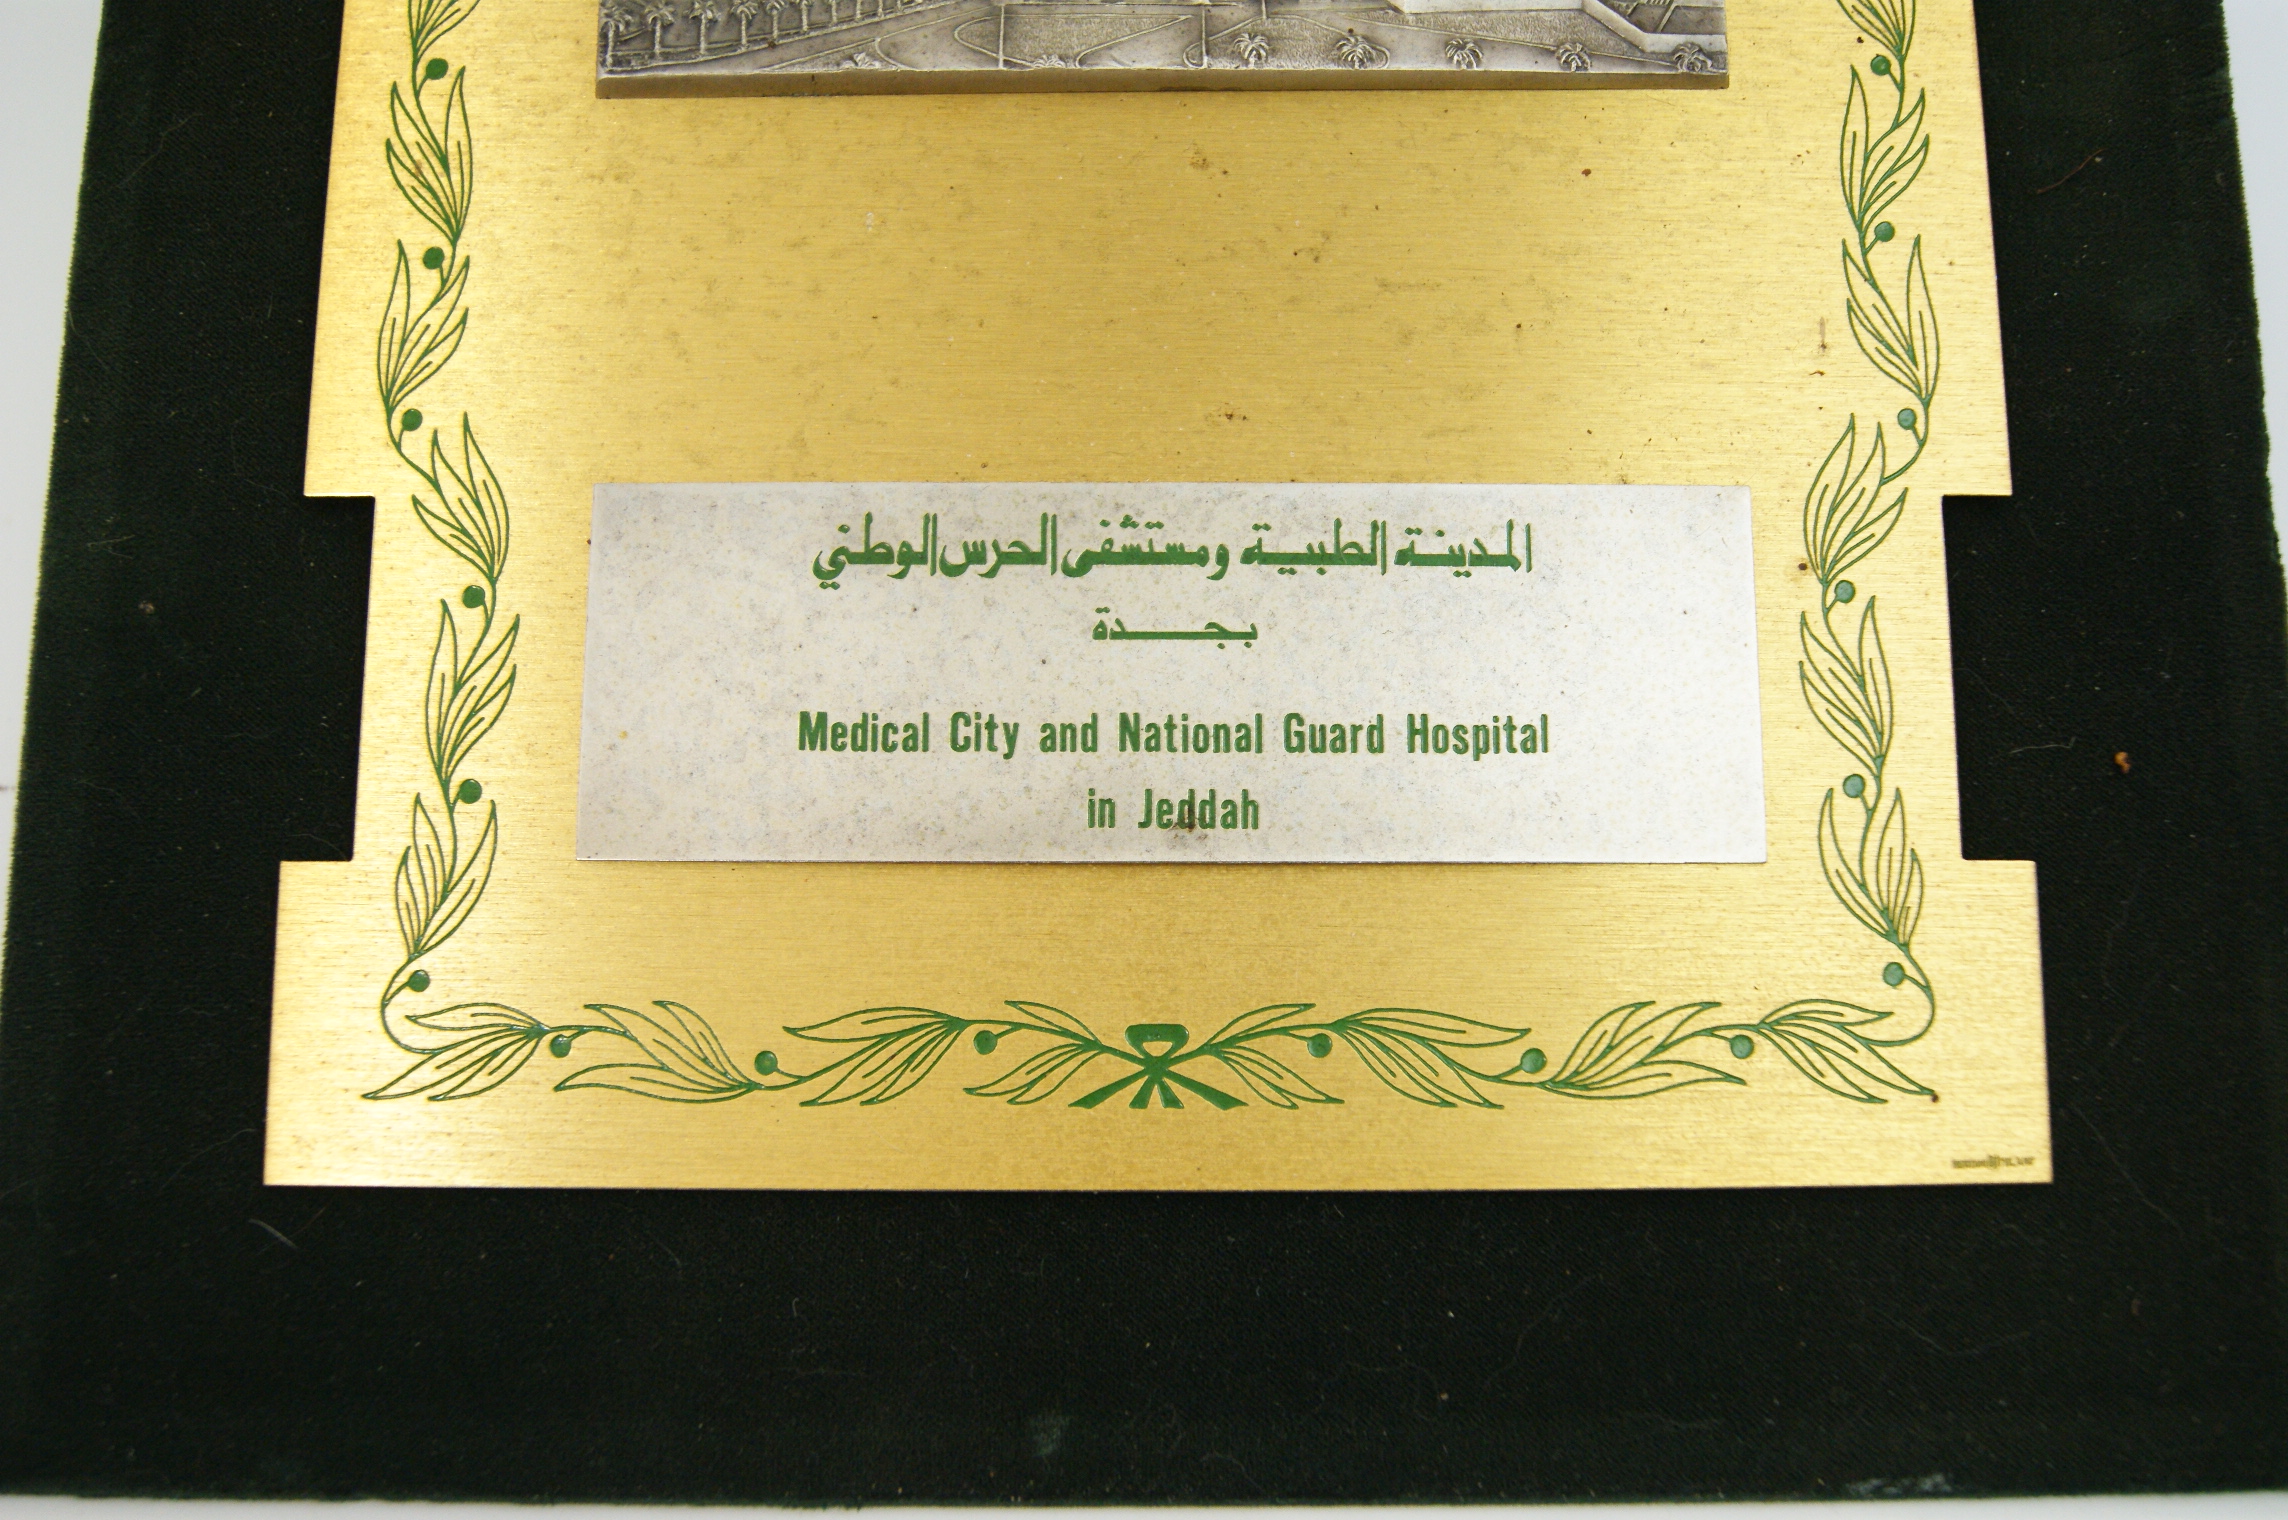 المدينة الطبية ومستشفى الحرس الوطني
بجدة
Medical City and National Guard Hospital
in Jeddah